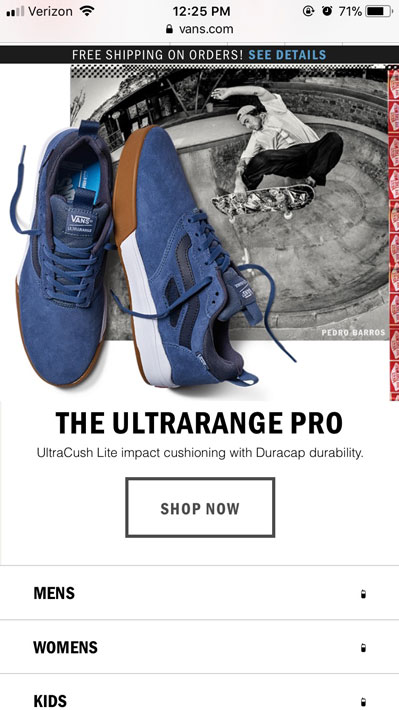 Verizon 12:25 PM 71%
vans.com
FREE SHIPPING ON ORDERS! SEE DETAILS
VANS
ULTRARANGE
PEDRO BARROS
THE ULTRARANGE PRO
UltraCush Lite impact cushioning with Duracap durability.
SHOP NOW
MENS
WOMENS
KIDS